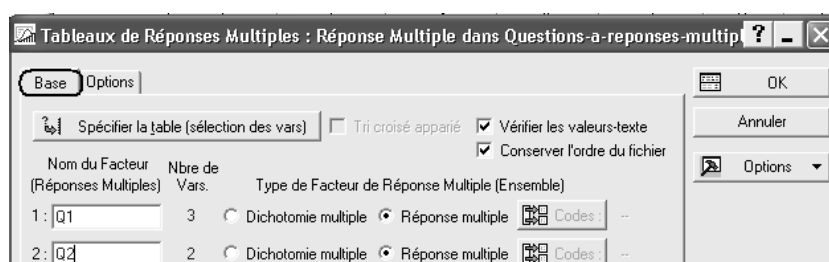 Tableaux de Réponses Multiples : Réponse Multiple dans Questions-a-reponses-multipl
Base Options
OK
Spécifier la table (sélection des vars) Tri croisé apparié Vérifier les valeurs-texte
Annuler
Conserver l'ordre du fichier
Nom du Facteur Nbre de
Options
(Réponses Multiples) Vars. Type de Facteur de Réponse Multiple (Ensemble)
1 : Q1 3 Dichotomie multiple Réponse multiple Codes : --
2 : Q2 2 Dichotomie multiple Réponse multiple Codes : --